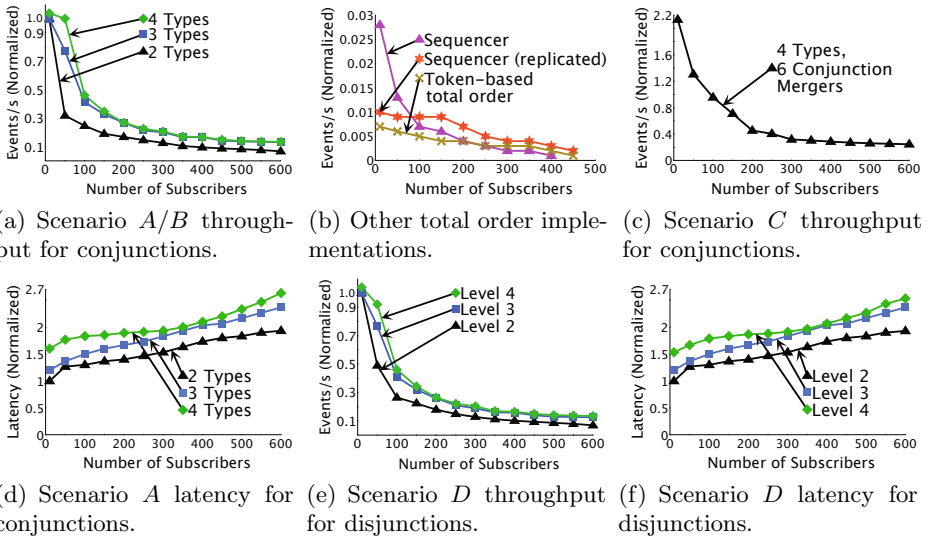 Events/s (Normalized)
1.0
0.9
0.7
0.5
0.3
0.1
0 100 200 300 400 500 600
Number of Subscribers
4 Types
3 Types
2 Types
(a) Scenario A/B through-
put for conjunctions.
Events/s (Normalized)
0.03
0.025
0.02
0.015
0.01
0.005
0
0 100 200 300 400 500
Number of Subscribers
Sequencer
Sequencer (replicated)
Token-based
total order
(b) Other total order imple-
mentations.
Events/s (Normalized)
2.2
1.6
1.2
0.8
0.4
0
0 100 200 300 400 500 600
Number of Subscribers
4 Types,
6 Conjunction
Mergers
(c) Scenario C throughput
for conjunctions.
Latency (Normalized)
2.7
2
1.5
1
0.5
0
100 200 300 400 500 600
Number of Subscribers
2 Types
3 Types
4 Types
(d) Scenario A latency for
conjunctions.
Events/s (Normalized)
1.0
0.9
0.7
0.5
0.3
0.1
0 100 200 300 400 500 600
Number of Subscribers
Level 4
Level 3
Level 2
(e) Scenario D throughput
for disjunctions.
Latency (Normalized)
2.7
2
1.5
1
0.5
0
0 100 200 300 400 500 600
Number of Subscribers
Level 2
Level 3
Level 4
(f) Scenario D latency for
disjunctions.